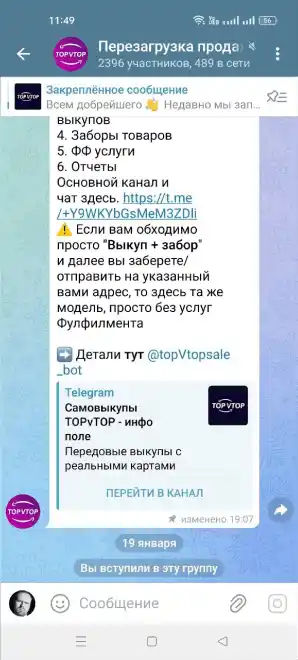 11:49
56
Перезагрузка прода
2396 участников, 489 в сети
TOPVTOP
Закреплённое сообщение
Всем добрейшего 👋 Недавно мы зап...
TOPVTOP
выкупов
4. Заборы товаров
5. ФФ услуги
6. Отчеты
Основной канал и
чат здесь. https://t.me
/+Y9WKYbGsMeM3ZDli
⚠️ Если вам обходимо
просто "Выкуп + забор"
и далее вы заберете/
отправить на указанный
вами адрес, то здесь та же
модель, просто без услуг
Фулфилмента
➡️ Детали тут @topVtopsale
_bot
Telegram
Самовыкупы
TOPvTOP - инфо
поле
Передовые выкупы с
реальными картами
TOPVTOP
ПЕРЕЙТИ В КАНАЛ
изменено 19:07
TOPVTOP
19 января
Вы вступили в эту группу
Сообщение